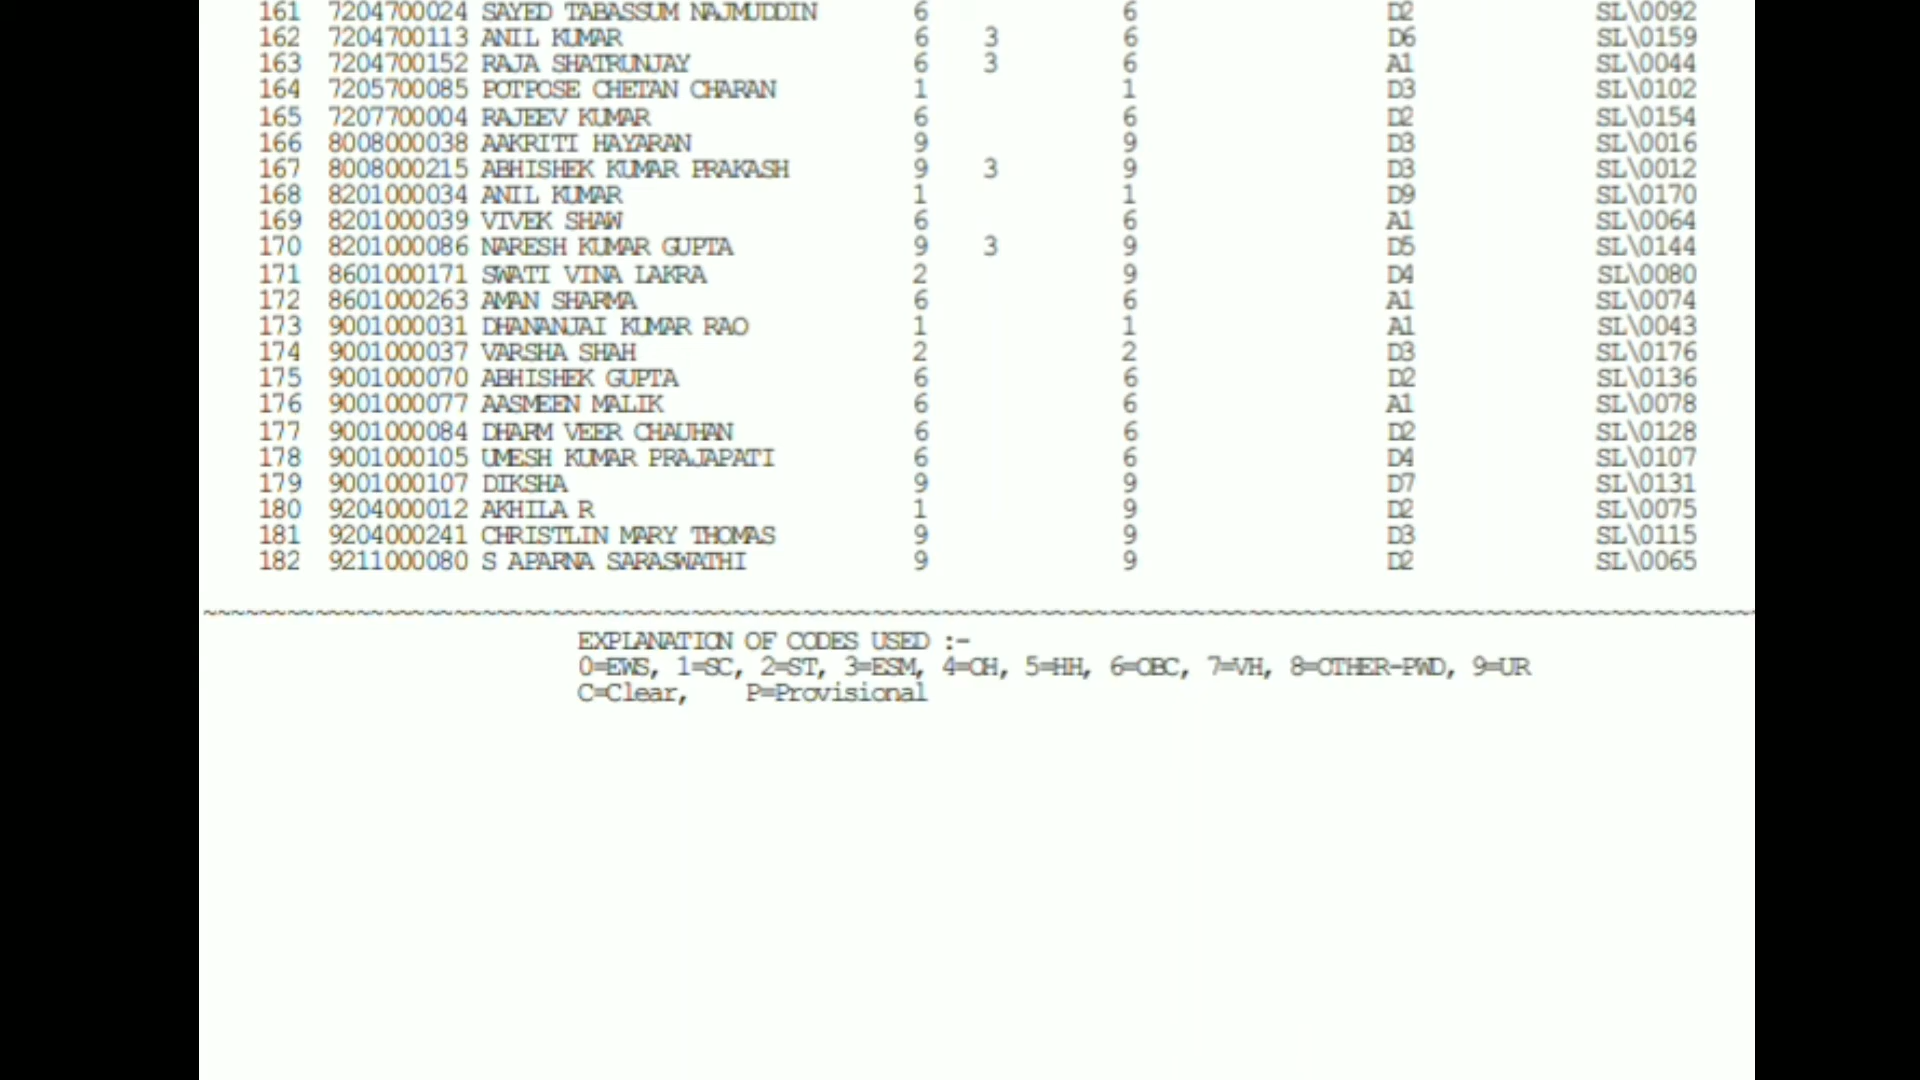 161 7204700024 SAYED TABASSUM NAJMUDDIN 6 6 D2 SL\0092
162 7204700113 ANIL KUMAR 6 3 6 D6 SL\0159
163 7204700152 RAJA SHATRUNJAY 6 3 6 A1 SL\0044
164 7205700085 POTPOSE CHETAN CHARAN 1 1 D3 SL\0102
165 7207700004 RAJEEV KUMAR 6 6 D2 SL\0154
166 8008000038 AAKRITI HAYARAN 9 9 D3 SL\0016
167 8008000215 ABHISHEK KUMAR PRAKASH 9 3 9 D3 SL\0012
168 8201000034 ANIL KUMAR 1 1 D9 SL\0170
169 8201000039 VIVEK SHAW 6 6 A1 SL\0064
170 8201000086 NARESH KUMAR GUPTA 9 3 9 D5 SL\0144
171 8601000171 SWATI VINA LAKRA 2 9 D4 SL\0080
172 8601000263 AMAN SHARMA 6 6 A1 SL\0074
173 9001000031 DHANANJAI KUMAR RAO 1 1 A1 SL\0043
174 9001000037 VARSHA SHAH 2 2 D3 SL\0176
175 9001000070 ABHISHEK GUPTA 6 6 D2 SL\0136
176 9001000077 AASMEEN MALIK 6 6 A1 SL\0078
177 9001000084 DHARM VEER CHAUHAN 6 6 D2 SL\0128
178 9001000105 UMESH KUMAR PRAJAPATI 6 6 D4 SL\0107
179 9001000107 DIKSHA 9 9 D7 SL\0131
180 9204000012 AKHILA R 1 9 D2 SL\0075
181 9204000241 CHRISTLIN MARY THOMAS 9 9 D3 SL\0115
182 9211000080 S APARNA SARASWATHI 9 9 D2 SL\0065
EXPLANATION OF CODES USED :-
0=EWS, 1=SC, 2=ST, 3=ESM, 4=OH, 5=HH, 6=OBC, 7=VH, 8=OTHER-PWD, 9=UR
C=Clear, P=Provisional